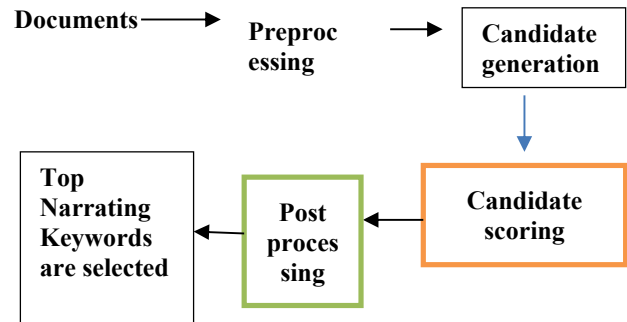 Documents
Preproc
essing
Candidate
generation
Candidate
scoring
Post
proces
sing
Top
Narrating
Keywords
are selected